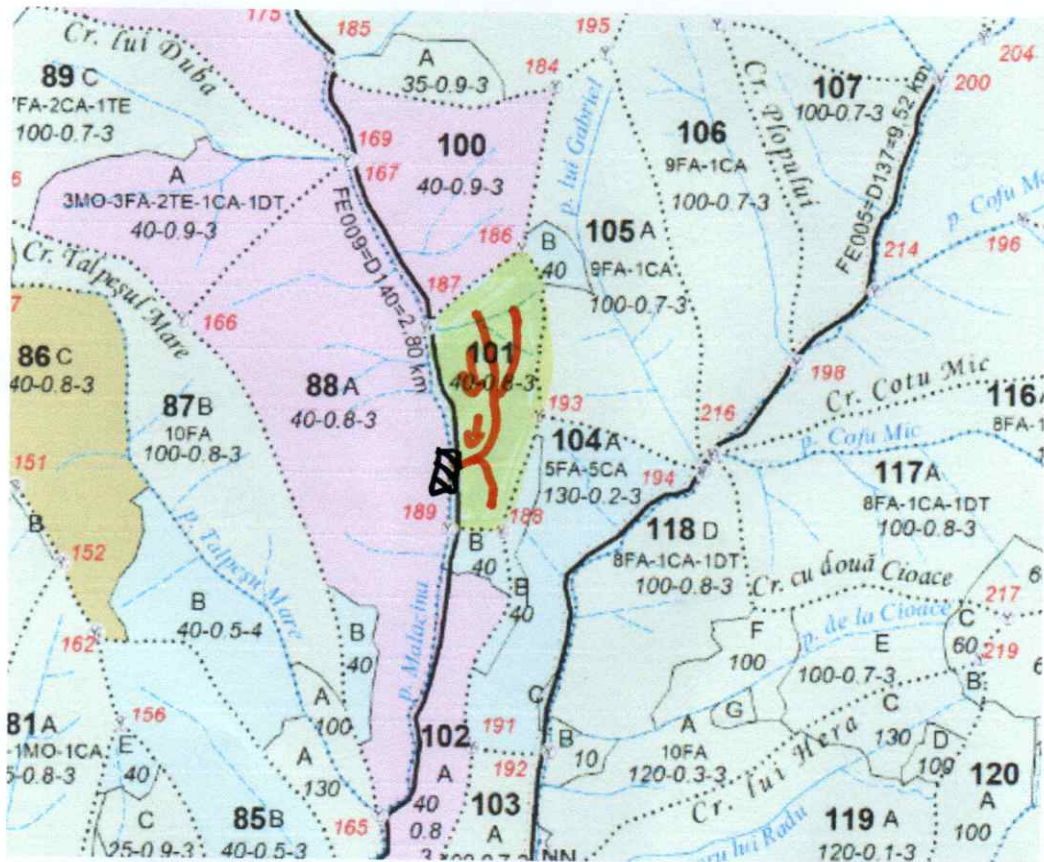 175
185
195
204
Cr. lui Duba
A
35-0.9-3
184
107
100-0.7-3
200
89 C
7FA-2CA-1TE
100-0.7-3
169
167
100
40-0.9-3
p. lui Gabriel
106
9FA-1CA
100-0.7-3
Cr. Plopului
FE005=D137=9.52 km
A
3MO-3FA-2TE-1CA-1DT
40-0.9-3
186
B
40
105 A
9FA-1CA
100-0.7-3
214
196
Cr. Talpeșul Mare
166
187
FE009=D140=2.80 km
101
40-0.8-3
198
86 C
40-0.8-3
87 B
10FA
100-0.8-3
88 A
40-0.8-3
193
216
Cr. Cotu Mic
116 A
p. Cofu Mic
151
B
104 A
5FA-5CA
130-0.2-3
194
117 A
8FA-1CA-1DT
100-0.8-3
189
188
118 D
8FA-1CA-1DT
100-0.8-3
152
p. Talpeșu Mare
B
40
B
40
Cr. cu două Cioace
217
162
B
40-0.5-4
B
40
p. Malazinu
F
100
p. de la Cioace
E
100-0.7-3
C
60
219
81 A
-1MO-1CA
156
E
40
A
100
102
191
C
A
G
C
130
B
A
130
A
40
0.8
192
B
10
10FA
120-0.3-3
Cr. lui Hera
D
100
120
A
100
C
25-0.9-3
85 B
40-0.5-3
165
103
A
119 A
120-0.1-3
NN